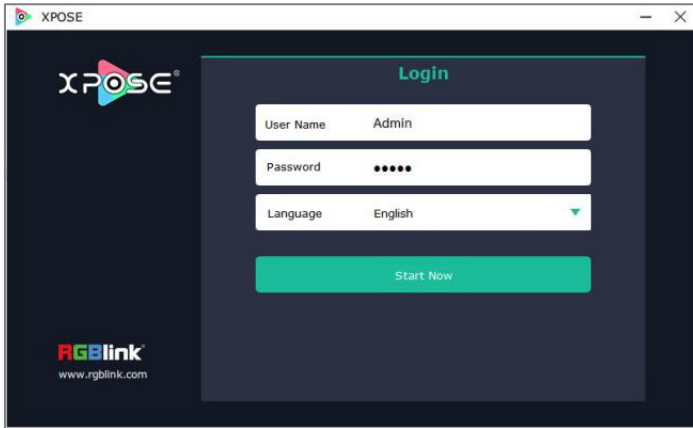 XPOSE
XPOSE®
Login
User Name Admin
Password •••••
Language English
Start Now
RGBlink®
www.rgblink.com